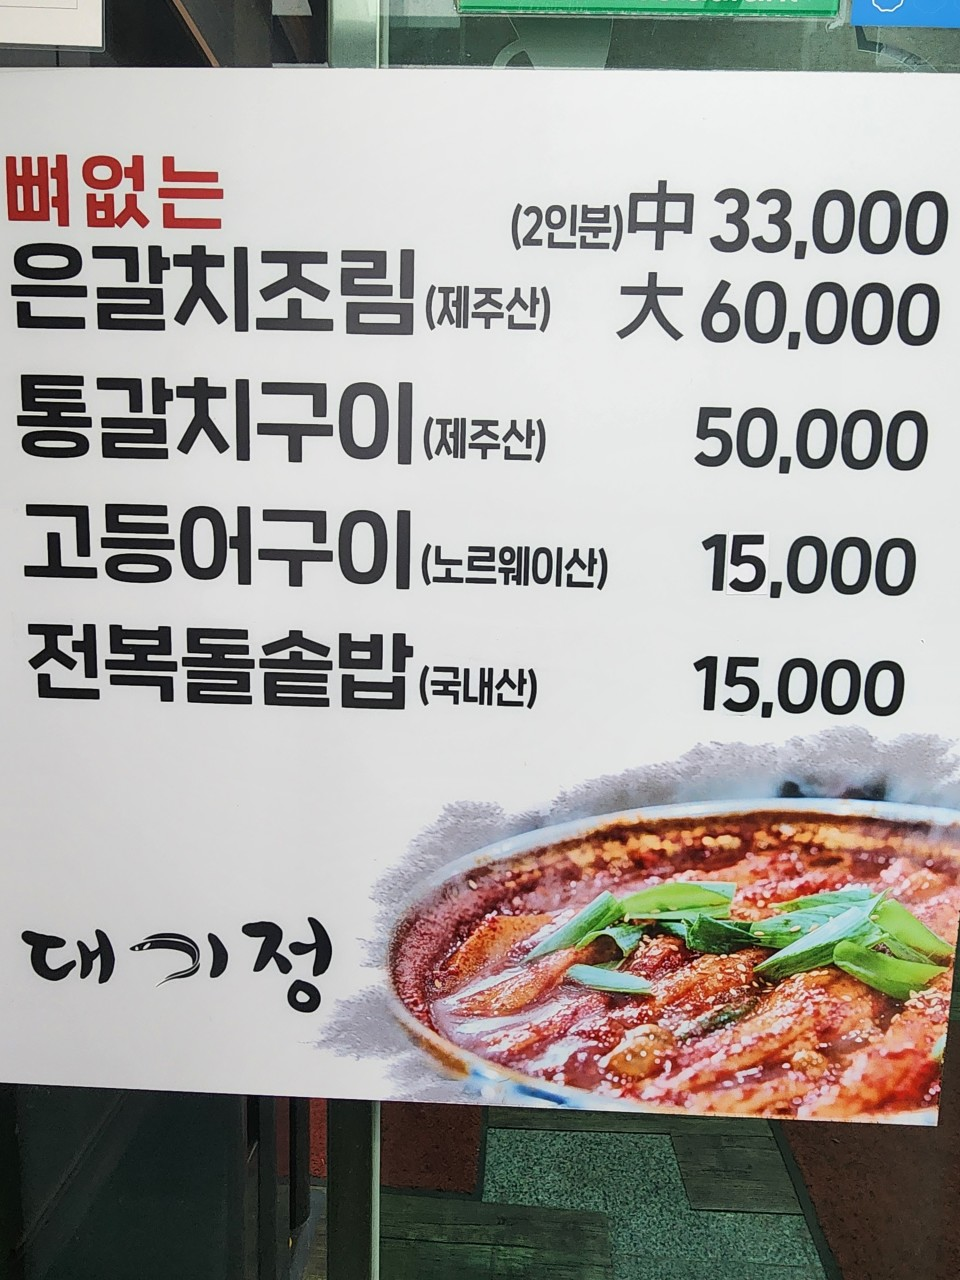 뼈없는
은갈치조림(제주산) (2인분)中 33,000
大 60,000
통갈치구이(제주산) 50,000
고등어구이(노르웨이산) 15,000
전복돌솥밥(국내산) 15,000
대기정